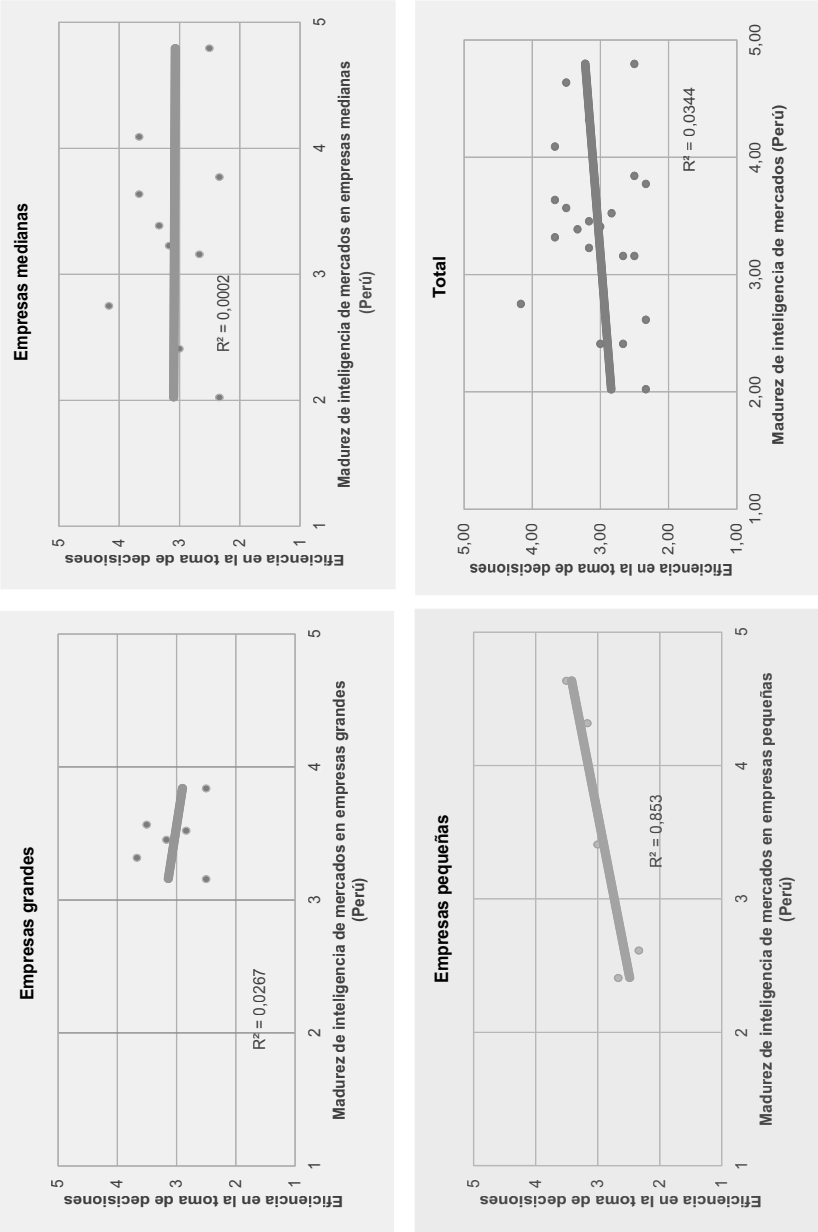 Empresas grandes
Eficiencia en la toma de decisiones
5
4
3
2
1
R² = 0,0267
1 2 3 4 5
Madurez de inteligencia de mercados en empresas grandes
(Perú)
Empresas medianas
Eficiencia en la toma de decisiones
5
4
3
2
1
R² = 0,0002
1 2 3 4 5
Madurez de inteligencia de mercados en empresas medianas
(Perú)
Empresas pequeñas
Eficiencia en la toma de decisiones
5
4
3
2
1
R² = 0,853
1 2 3 4 5
Madurez de inteligencia de mercados en empresas pequeñas
(Perú)
Total
Eficiencia en la toma de decisiones
5,00
4,00
3,00
2,00
1,00
R² = 0,0344
1,00 2,00 3,00 4,00 5,00
Madurez de inteligencia de mercados (Perú)